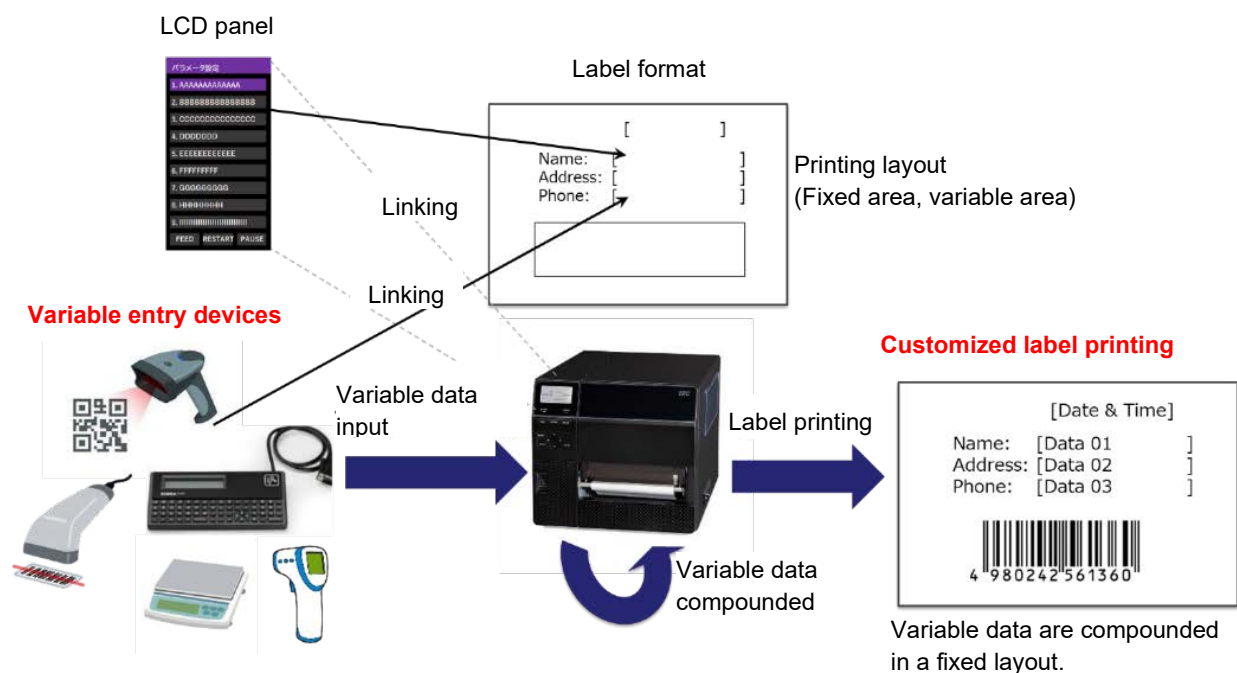 LCD panel
パラメータ設定
1. AAAAAAAAAAAAA
2. BBBBBBBBBBBBBBB
3. CCCCCCCCCCCCCCC
4. DDDDDDD
5. EEEEEEEEEEEE
6. FFFFFFFFF
7. GGGGGGGGG
FEED RESTART PAUSE
Label format
[ ]
Name: [ ]
Address: [ ]
Phone: [ ]
Printing layout
(Fixed area, variable area)
Linking
Linking
Variable entry devices
Variable data
input
Label printing
Variable data
compounded
Customized label printing
[Date & Time]
Name: [Data 01 ]
Address: [Data 02 ]
Phone: [Data 03 ]
4 980242 561360
Variable data are compounded
in a fixed layout.